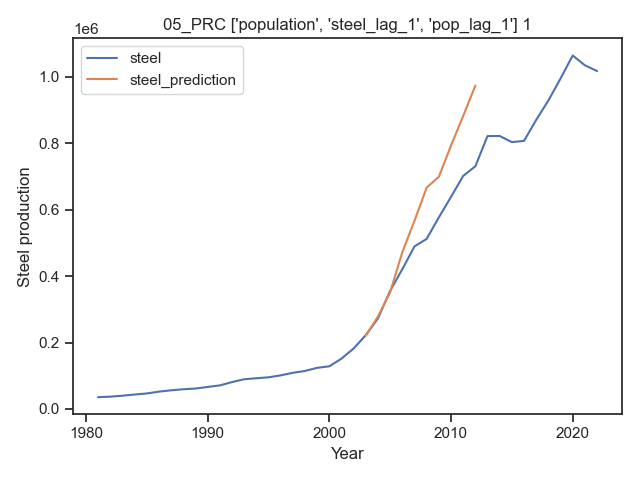 05_PRC ['population', 'steel_lag_1', 'pop_lag_1'] 1
1e6
steel
steel_prediction
1.0
0.8
0.6
0.4
0.2
0.0
Steel production
1980
1990
2000
2010
2020
Year